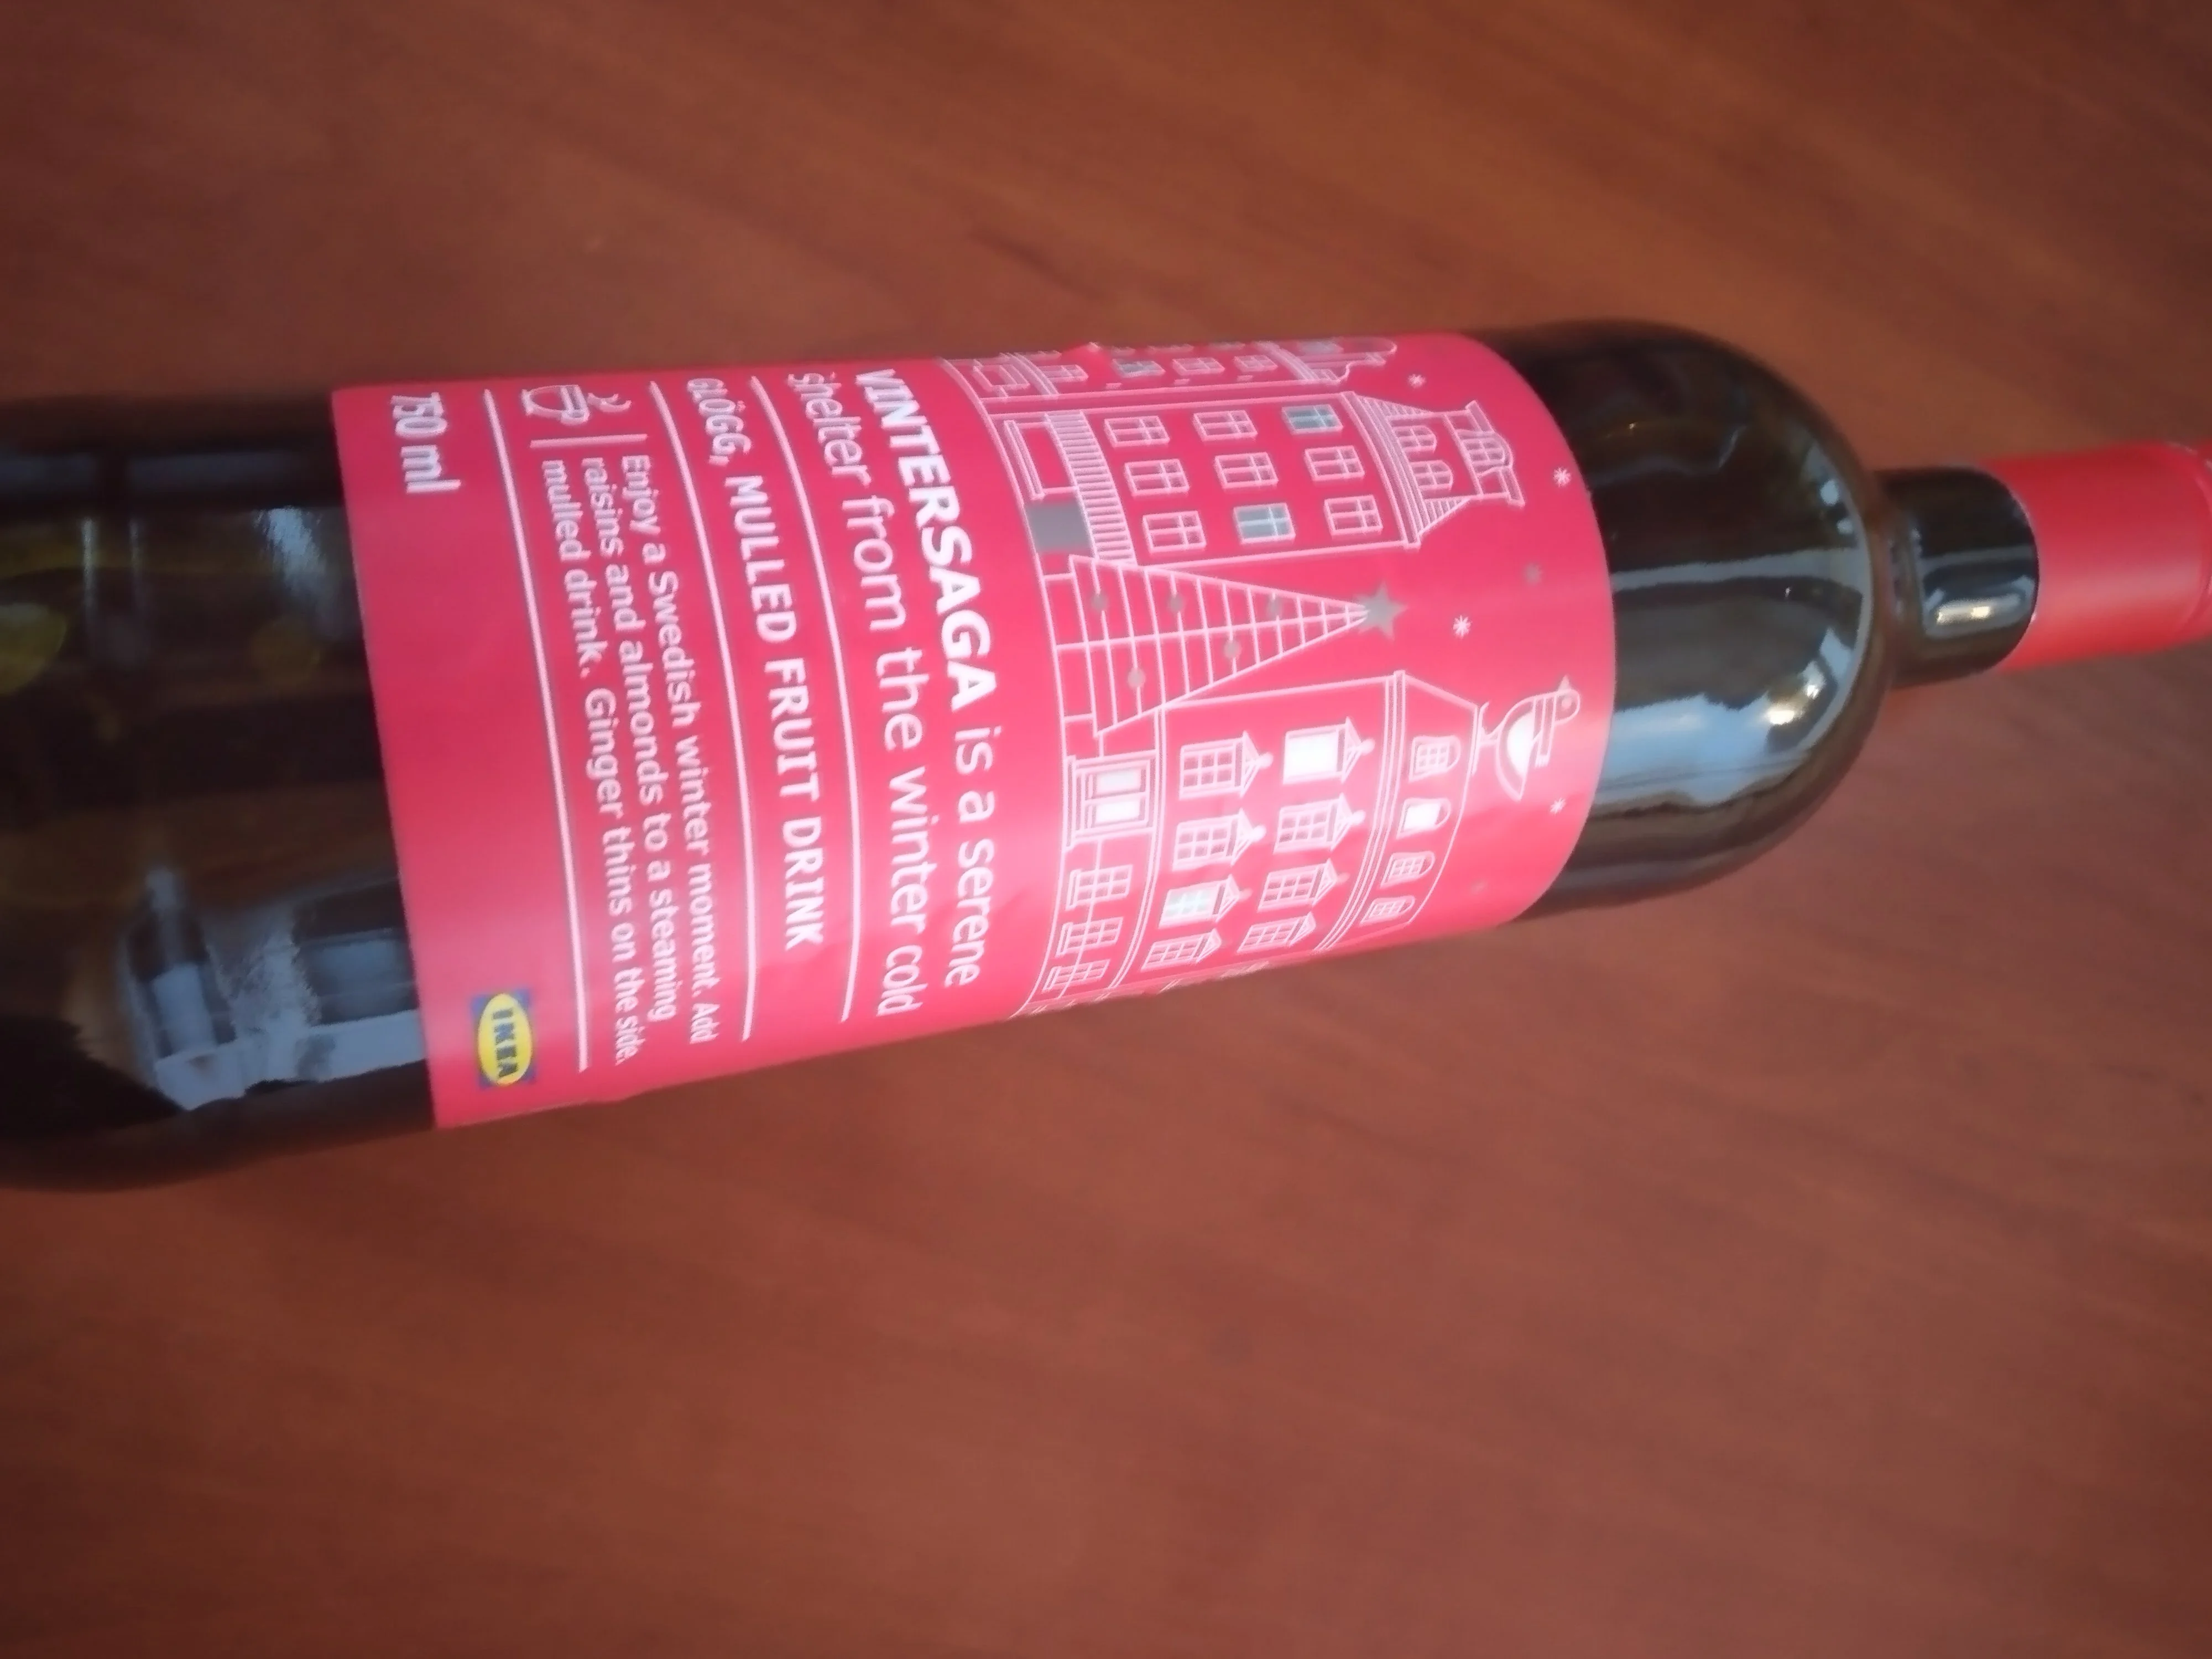 VINTERSAGA is a serene
shelter from the winter cold
GLÖGG, MULLED FRUIT DRINK
Enjoy a Swedish winter moment. Add
raisins and almonds to a steaming
mulled drink. Ginger thins on the side.
750 ml
IKEA